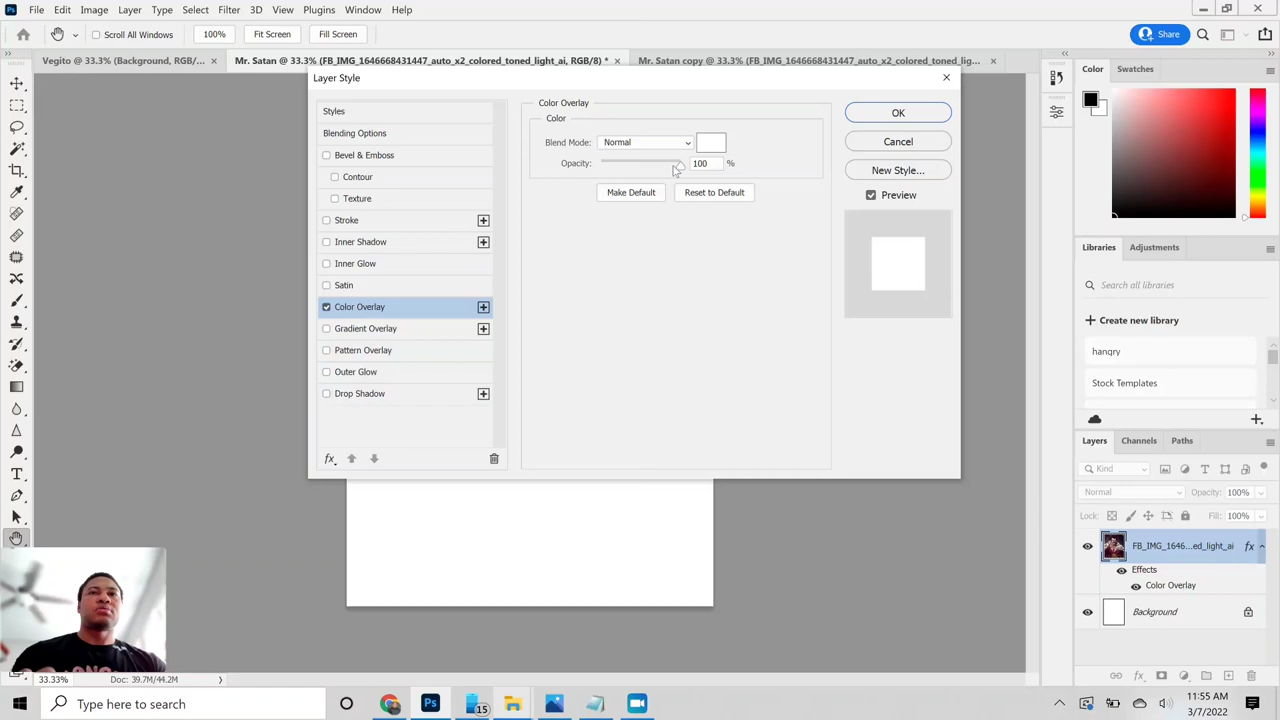 Ps File Edit Image Layer Type Select Filter 3D View Plugins Window Help
Scroll All Windows 100% Fit Screen Fill Screen Share
Vegito @ 33.3% (Background, RGB/... × Mr. Satan @ 33.3% (FB_IMG_1646668431447_auto_x2_colored_toned_light_ai, RGB/8) * × Mr. Satan copy @ 33.3% (FB_IMG_1646668431447_auto_x2_colored_toned_lig... ×
Layer Style
Styles
Blending Options
Bevel & Emboss
Contour
Texture
Stroke
Inner Shadow
Inner Glow
Satin
Color Overlay
Gradient Overlay
Pattern Overlay
Outer Glow
Drop Shadow
fx
Color Overlay
Color
Blend Mode: Normal
Opacity: 100 %
Make Default Reset to Default
OK
Cancel
New Style...
Preview
Color Swatches
Libraries Adjustments
Search all libraries
Create new library
hangry
Stock Templates
Layers Channels Paths
Kind
Normal Opacity: 100%
Lock: Fill: 100%
FB_IMG_1646...ed_light_ai fx
Effects
Color Overlay
Background
fx
33.33% Doc: 39.7M/44.2M
Type here to search
Ps
15
11:55 AM
3/7/2022